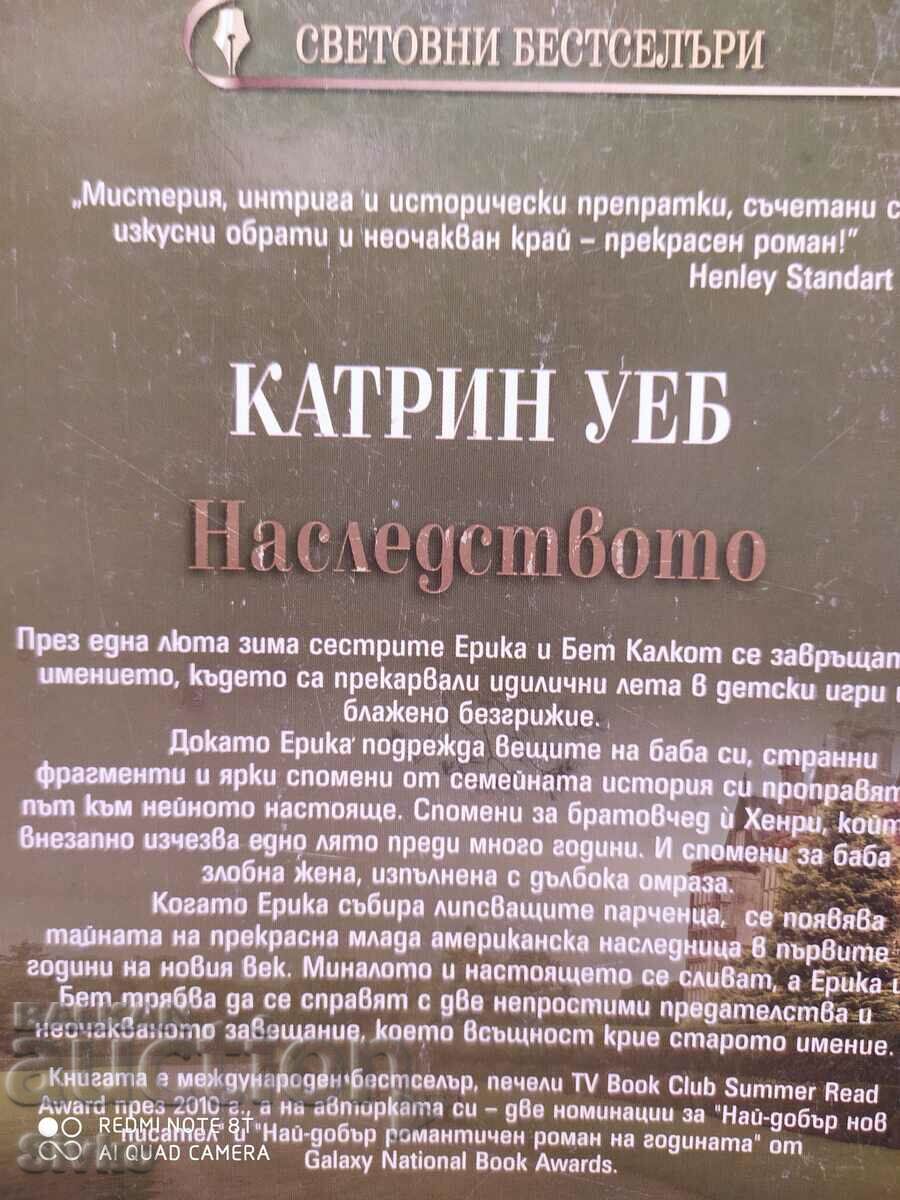 СВЕТОВНИ БЕСТСЕЛЪРИ
„Мистерия, интрига и исторически препратки, съчетани с
изкусни обрати и неочакван край – прекрасен роман!”
Henley Standart
КАТРИН УЕБ
Наследството
През една люта зима сестрите Ерика и Бет Калкот се завръщат
имението, където са прекарвали идилични лета в детски игри и
блажено безгрижие.
Докато Ерика подрежда вещите на баба си, странни
фрагменти и ярки спомени от семейната история си проправят
път към нейното настояще. Спомени за братовчед ѝ Хенри, койт
внезапно изчезва едно лято преди много години. И спомени за баба
злобна жена, изпълнена с дълбока омраза.
Когато Ерика събира липсващите парченца, се появява
тайната на прекрасна млада американска наследница в първите
години на новия век. Миналото и настоящето се сливат, а Ерика и
Бет трябва да се справят с две непростими предателства и
неочакваното завещание, което всъщност крие старото имение.
Книгата е международен бестселър, печели TV Book Club Summer Read
Award през 2010 г., а на авторката си – две номинации за "Най-добър нов
писател" и "Най-добър романтичен роман на годината" от
Galaxy National Book Awards.
auction
REDMI NOTE 8T
AI QUAD CAMERA